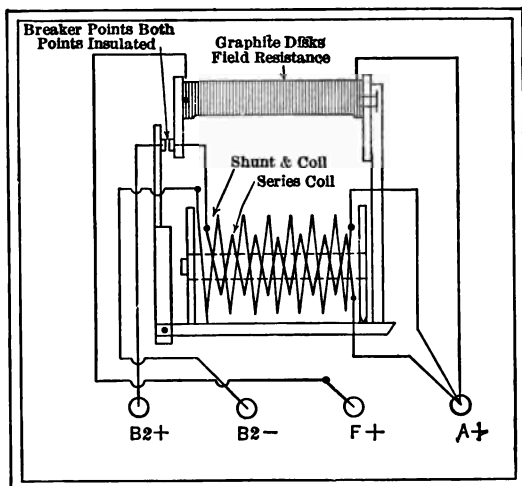 Breaker Points Both
Points Insulated
Graphite Disks
Field Resistance
Shunt & Coil
Series Coil
B2+
B2-
F+
A+